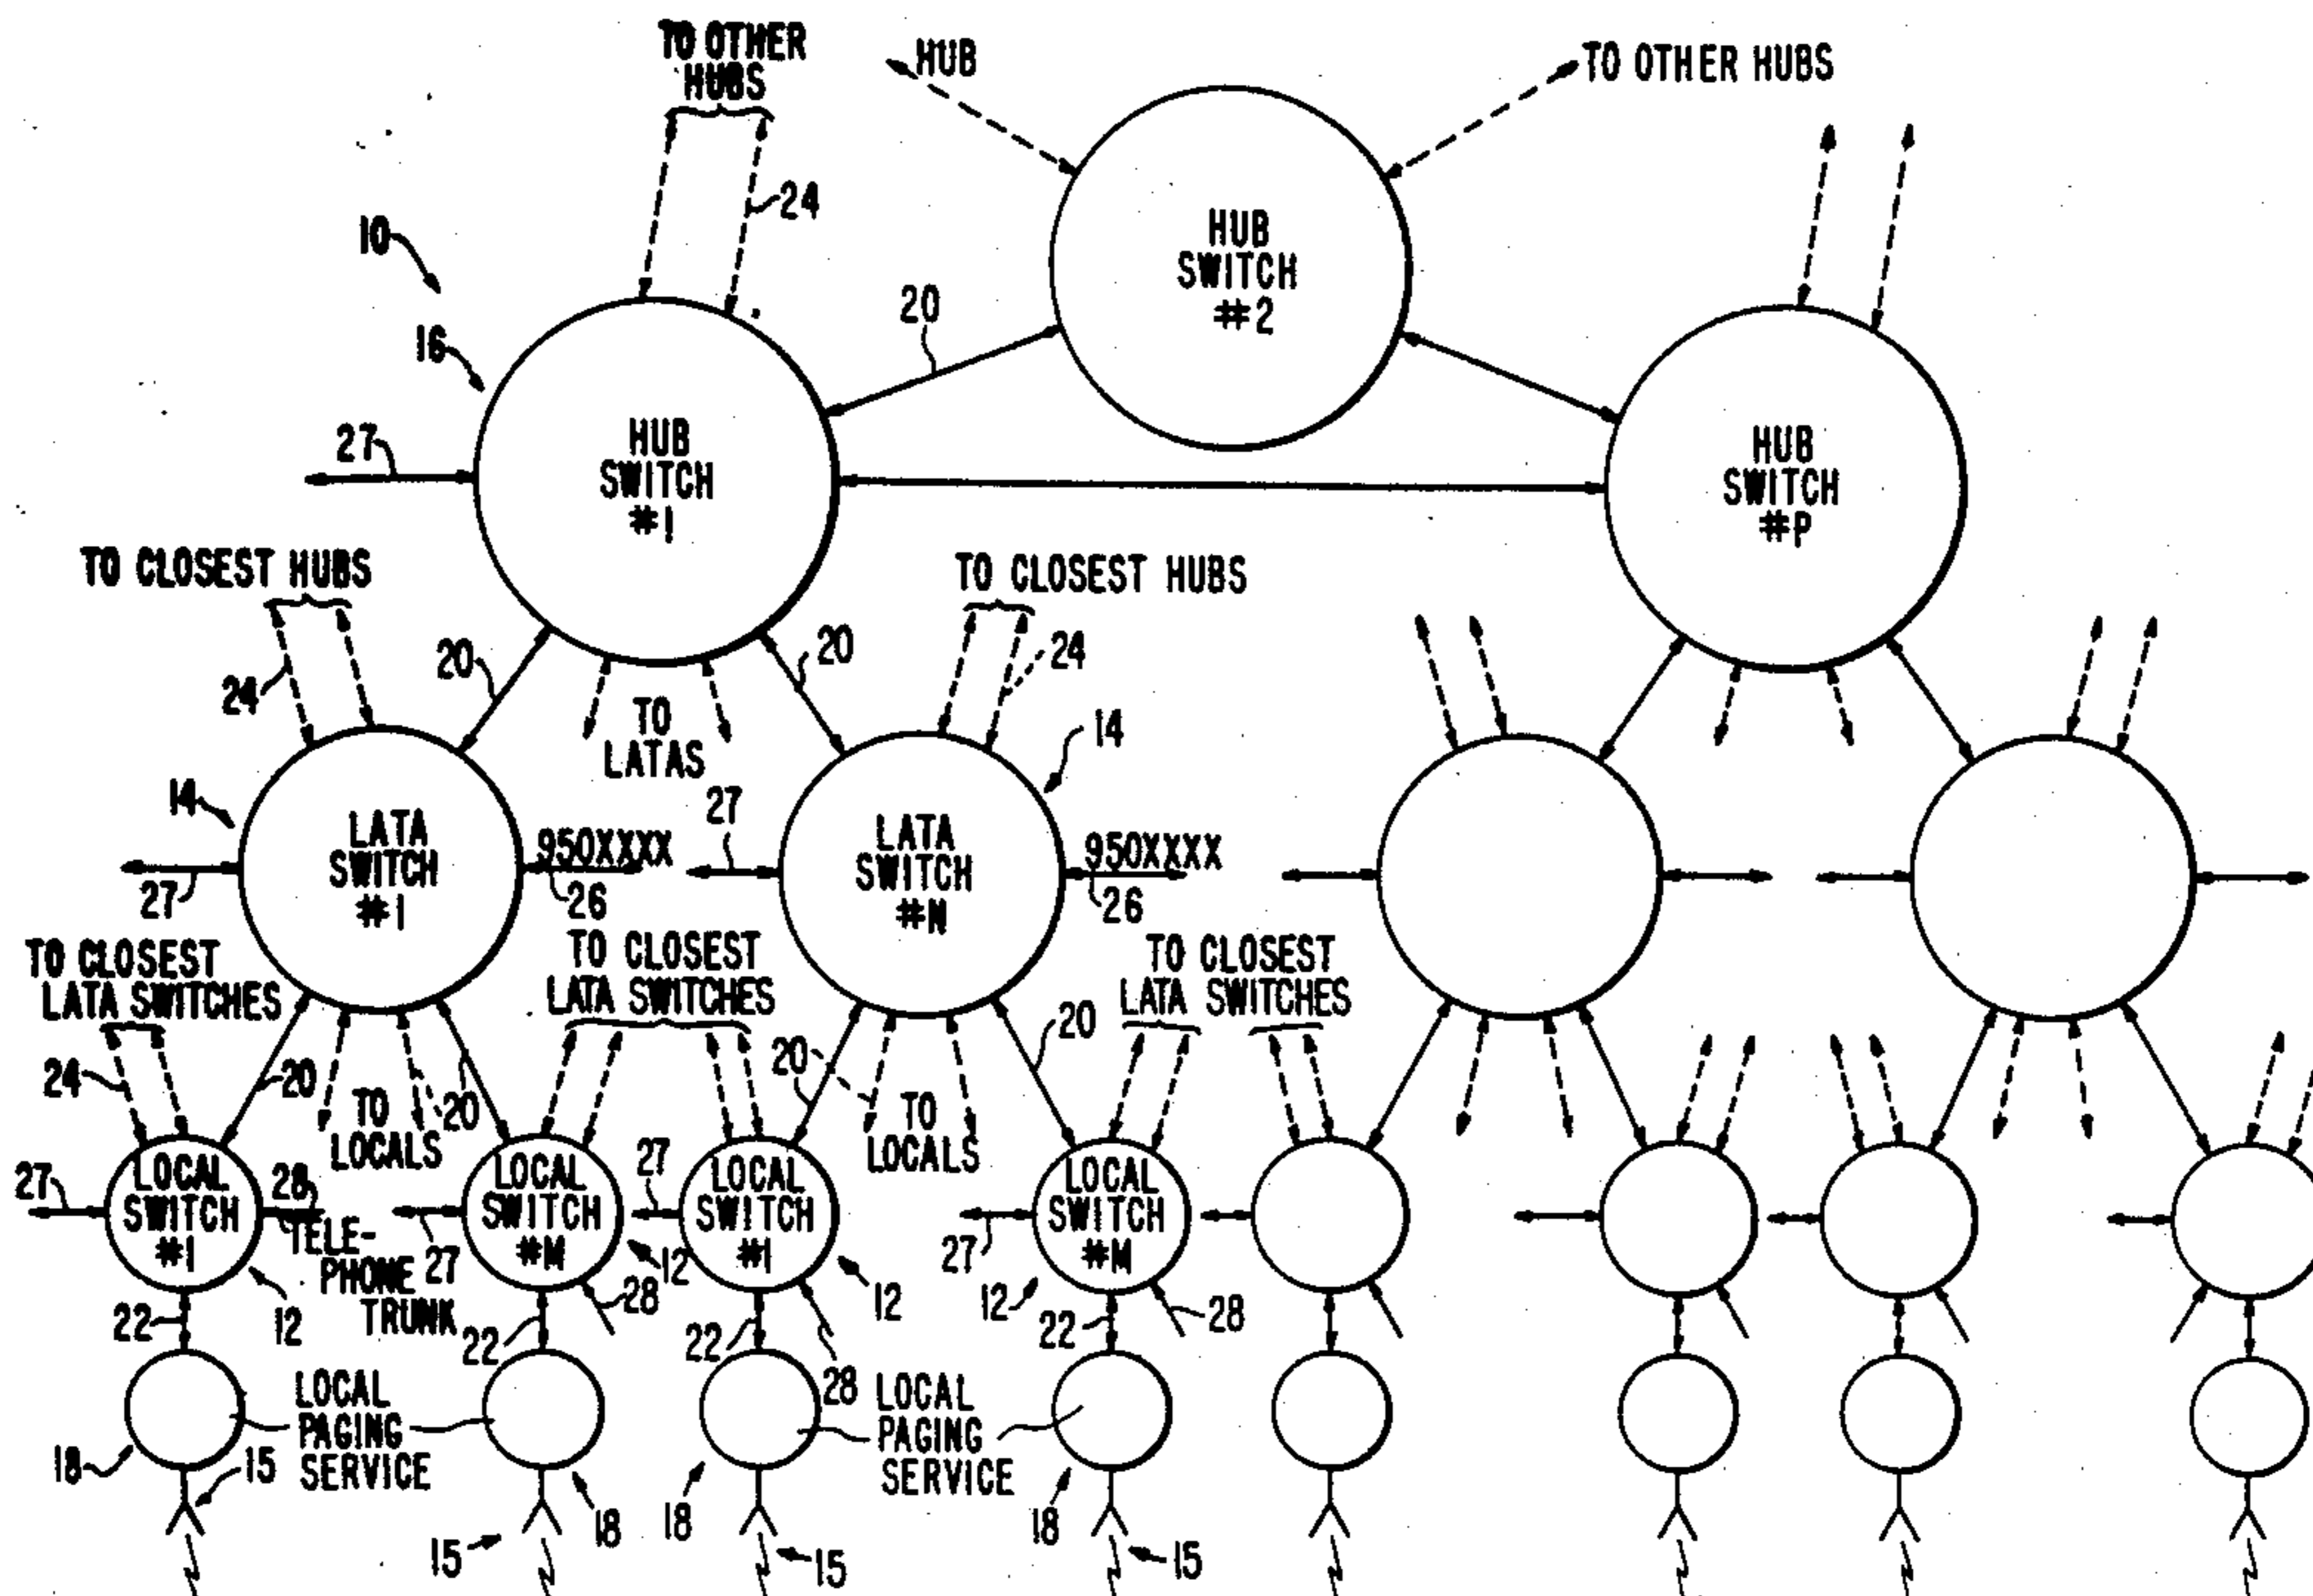 TO OTHER
HUBS
HUB
TO OTHER HUBS
24
10
HUB
SWITCH
#2
20
16
27
HUB
SWITCH
#1
HUB
SWITCH
#P
TO CLOSEST HUBS
TO CLOSEST HUBS
24
20
20
24
TO
LATAS
14
14
LATA
SWITCH
#1
27
950XXXX
26
27
LATA
SWITCH
#N
950XXXX
26
TO CLOSEST
LATA SWITCHES
TO CLOSEST
LATA SWITCHES
TO CLOSEST
LATA SWITCHES
24
20
TO
LOCALS
20
20
TO
LOCALS
20
27
LOCAL
SWITCH
#1
28
TELE-
PHONE
TRUNK
27
LOCAL
SWITCH
#M
27
LOCAL
SWITCH
#1
27
LOCAL
SWITCH
#M
12
12
12
12
28
28
28
22
22
22
22
LOCAL
PAGING
SERVICE
LOCAL
PAGING
SERVICE
18
15
15
18
18
15
18
15